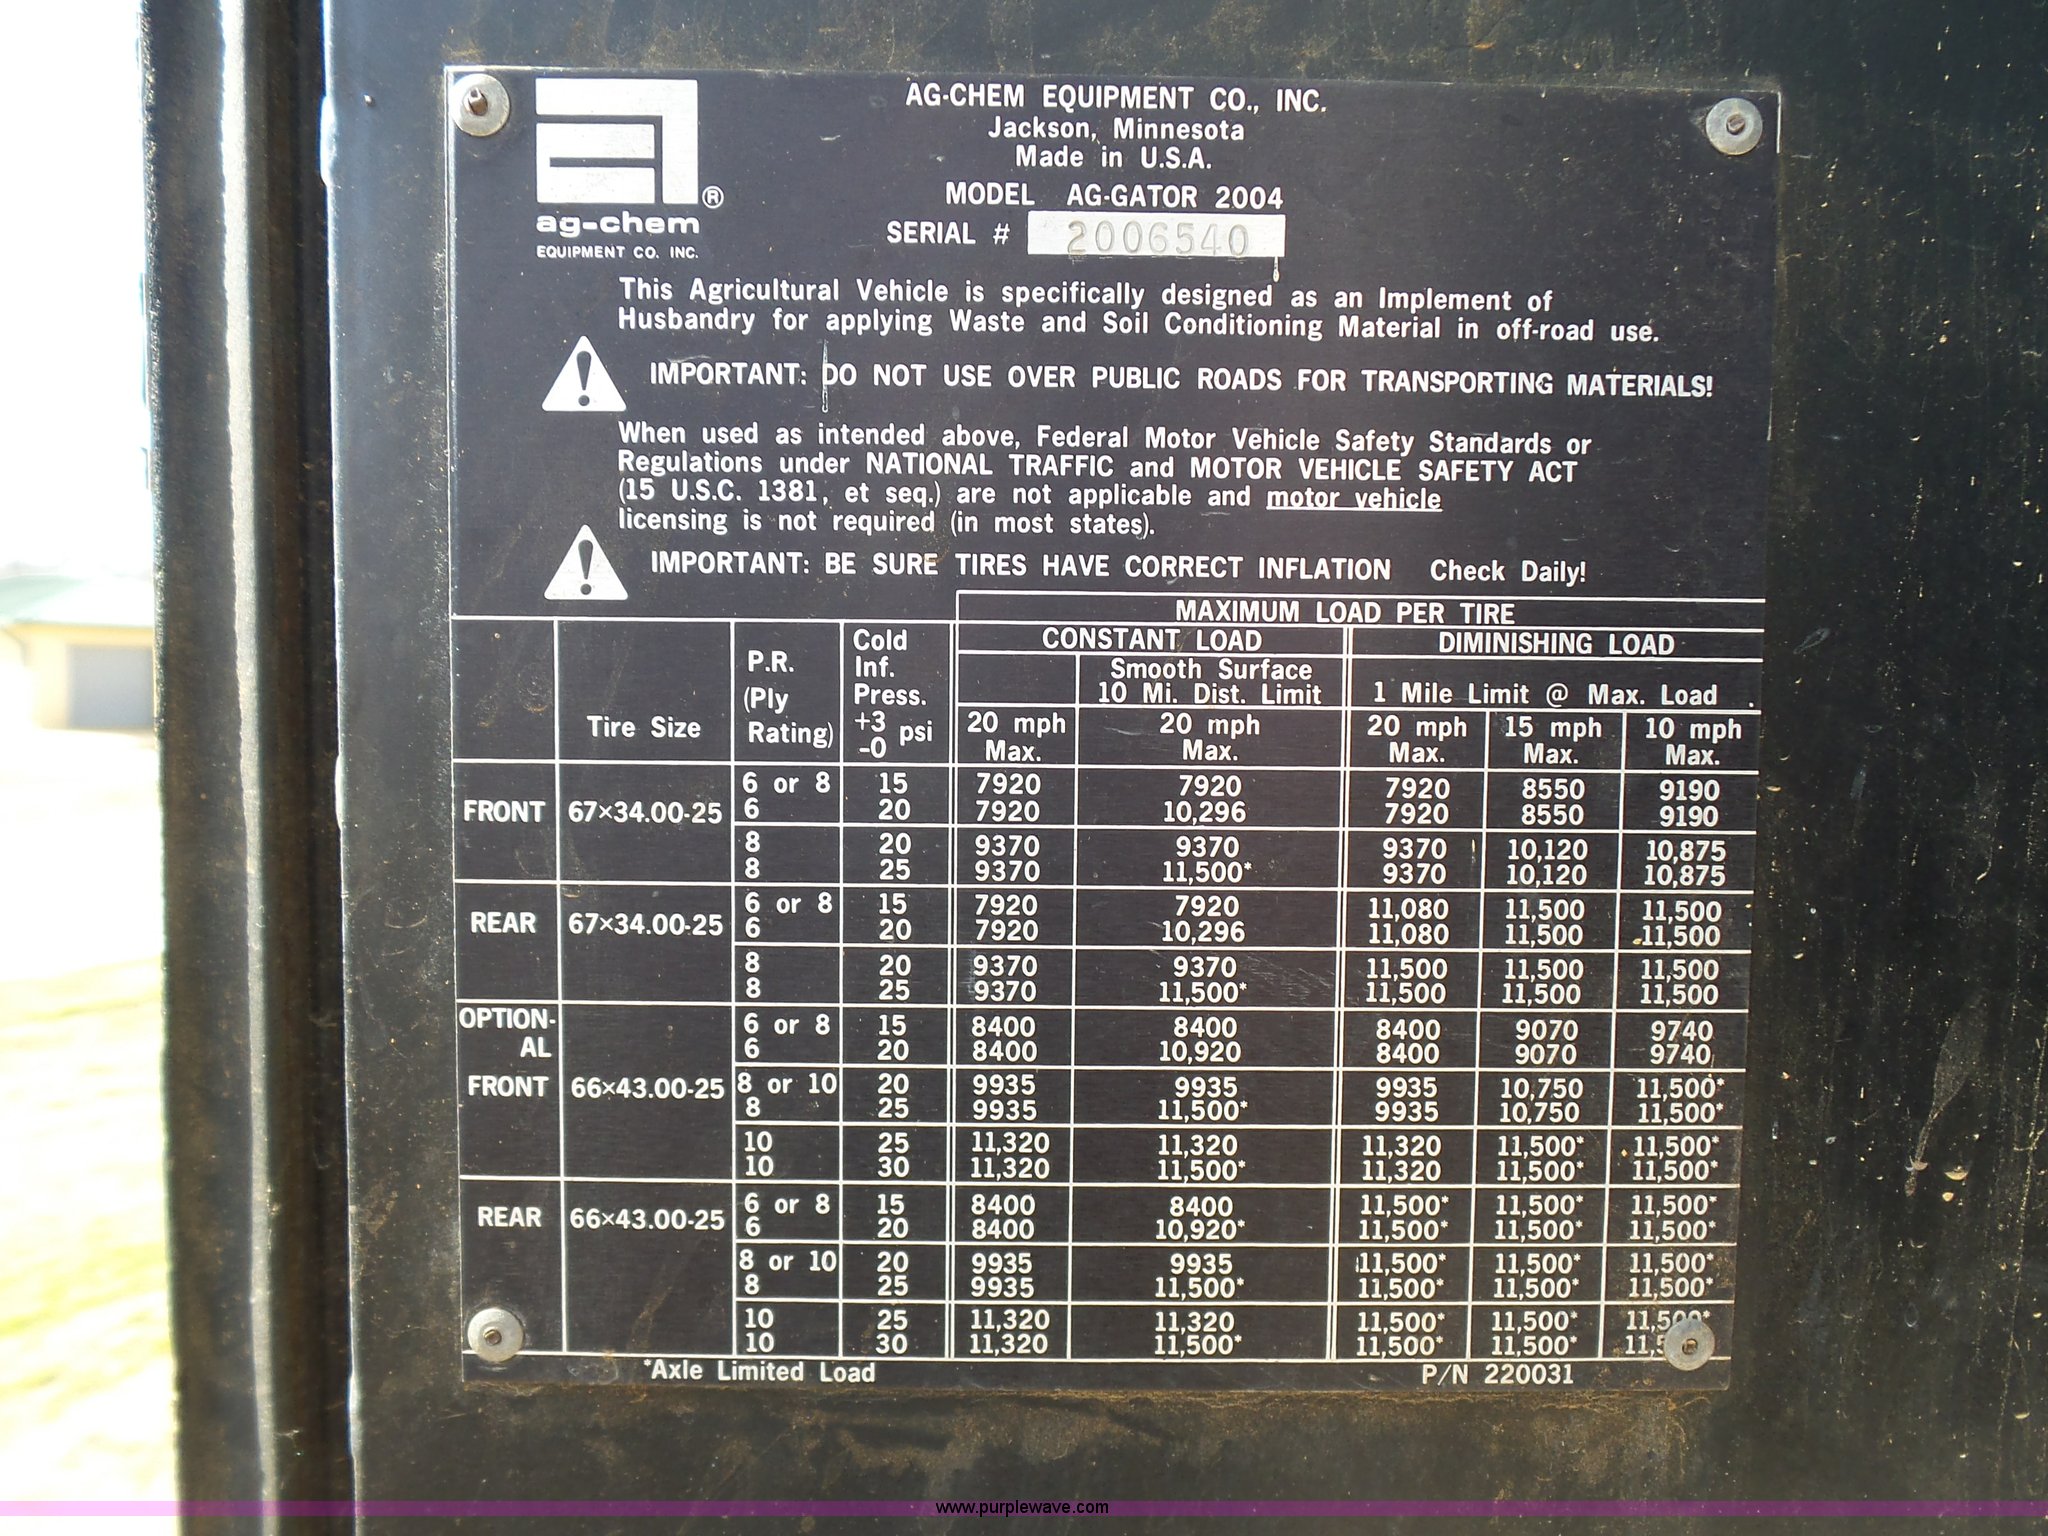 AG-CHEM EQUIPMENT CO., INC.
Jackson, Minnesota
Made in U.S.A.
MODEL AG-GATOR 2004
SERIAL # 2006540
®
ag-chem
EQUIPMENT CO. INC.
This Agricultural Vehicle is specifically designed as an Implement of
Husbandry for applying Waste and Soil Conditioning Material in off-road use.
! IMPORTANT: DO NOT USE OVER PUBLIC ROADS FOR TRANSPORTING MATERIALS!
When used as intended above, Federal Motor Vehicle Safety Standards or
Regulations under NATIONAL TRAFFIC and MOTOR VEHICLE SAFETY ACT
(15 U.S.C. 1381, et seq.) are not applicable and motor vehicle
licensing is not required (in most states).
! IMPORTANT: BE SURE TIRES HAVE CORRECT INFLATION Check Daily!
MAXIMUM LOAD PER TIRE
CONSTANT LOAD DIMINISHING LOAD
Tire Size
P.R.
(Ply
Rating)
Cold
Inf.
Press.
+3
-0 psi
Smooth Surface
10 Mi. Dist. Limit
1 Mile Limit @ Max. Load
20 mph 20 mph 20 mph 15 mph 10 mph
Max. Max. Max. Max. Max.
FRONT 67×34.00-25
6 or 8 15 7920 7920 7920 8550 9190
6 20 7920 10,296 7920 8550 9190
8 20 9370 9370 9370 10,120 10,875
8 25 9370 11,500* 9370 10,120 10,875
REAR 67×34.00-25
6 or 8 15 7920 7920 11,080 11,500 11,500
6 20 7920 10,296 11,080 11,500 11,500
8 20 9370 9370 11,500 11,500 11,500
8 25 9370 11,500* 11,500 11,500 11,500
OPTION-
AL
FRONT 66×43.00-25
6 or 8 15 8400 8400 8400 9070 9740
6 20 8400 10,920 8400 9070 9740
8 or 10 20 9935 9935 9935 10,750 11,500*
8 25 9935 11,500* 9935 10,750 11,500*
10 25 11,320 11,320 11,320 11,500* 11,500*
10 30 11,320 11,500* 11,320 11,500* 11,500*
REAR 66×43.00-25
6 or 8 15 8400 8400 11,500* 11,500* 11,500*
6 20 8400 10,920* 11,500* 11,500* 11,500*
8 or 10 20 9935 9935 11,500* 11,500* 11,500*
8 25 9935 11,500* 11,500* 11,500* 11,500*
10 25 11,320 11,320 11,500* 11,500* 11,500*
10 30 11,320 11,500* 11,500* 11,500*
*Axle Limited Load P/N 220031
www.purplewave.com